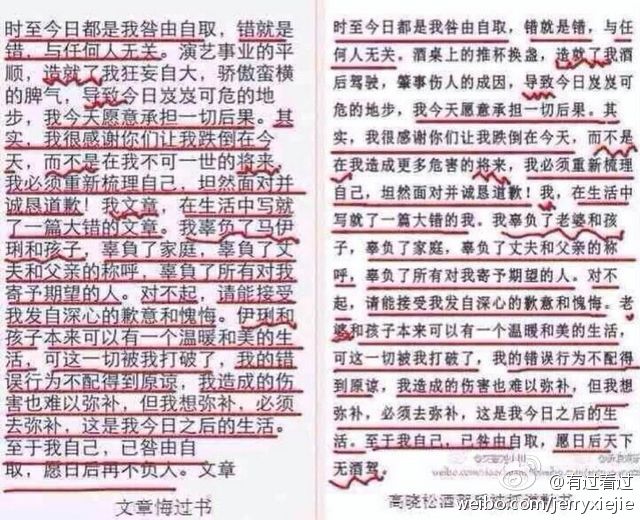 时至今日都是我咎由自取，错就是
错，与任何人无关。演艺事业的平
顺，造就了我狂妄自大，骄傲蛮横
的脾气，导致今日岌岌可危的地
步，我今天愿意承担一切后果。其
实，我很感谢你们让我跌倒在今
天，而不是在我不可一世的将来，
我必须重新梳理自己，坦然面对并
诚恳道歉！我文章，在生活中写就
了一篇大错的文章。我辜负了马伊
琍和孩子，辜負了家庭，辜負了丈
夫和父亲的称呼，辜負了所有对我
寄予期望的人。对不起，请能接受
我发自深心的歉意和愧悔。伊琍和
孩子本来可以有一个温暖和美的生
活，可这一切被我打破了，我的错
误行为不配得到原谅，我造成的伤
害也难以弥补，但我想弥补，必须
去弥补，这是我今日之后的生活。
至于我自己，已咎由自
取，愿日后再不负人。文章
文章悔过书
时至今日都是我咎由自取，错就是错，与任
何人无关。酒桌上的推杯换盏，造就了我酒
后驾驶，肇事伤人的成因，导致今日岌岌可
危的地步，我今天愿意承担一切后果。其
实，我很感谢你们让我跌倒在今天，而不是
在我造成更多危害的将来，我必须重新梳理
自己，坦然面对并诚恳道歉！我，在生活中
写就了一篇大错的我。我辜负了老婆和孩
子，辜负了家庭，辜负了丈夫和父亲的称
呼，辜负了所有对我寄予期望的人。对不
起，请能接受我发自深心的歉意和愧悔。老
婆和孩子本来可以有一个温暖和美的生活，
可这一切被我打破了，我的错误行为不配得
到原谅，我造成的伤害也难以弥补，但我想
弥补，必须去弥补，这是我今日之后的生
活。至于我自己，已咎由自取，愿日后天下
无酒驾。
高晓松酒驾
@有过看过
weibo.com/jerryxiejie